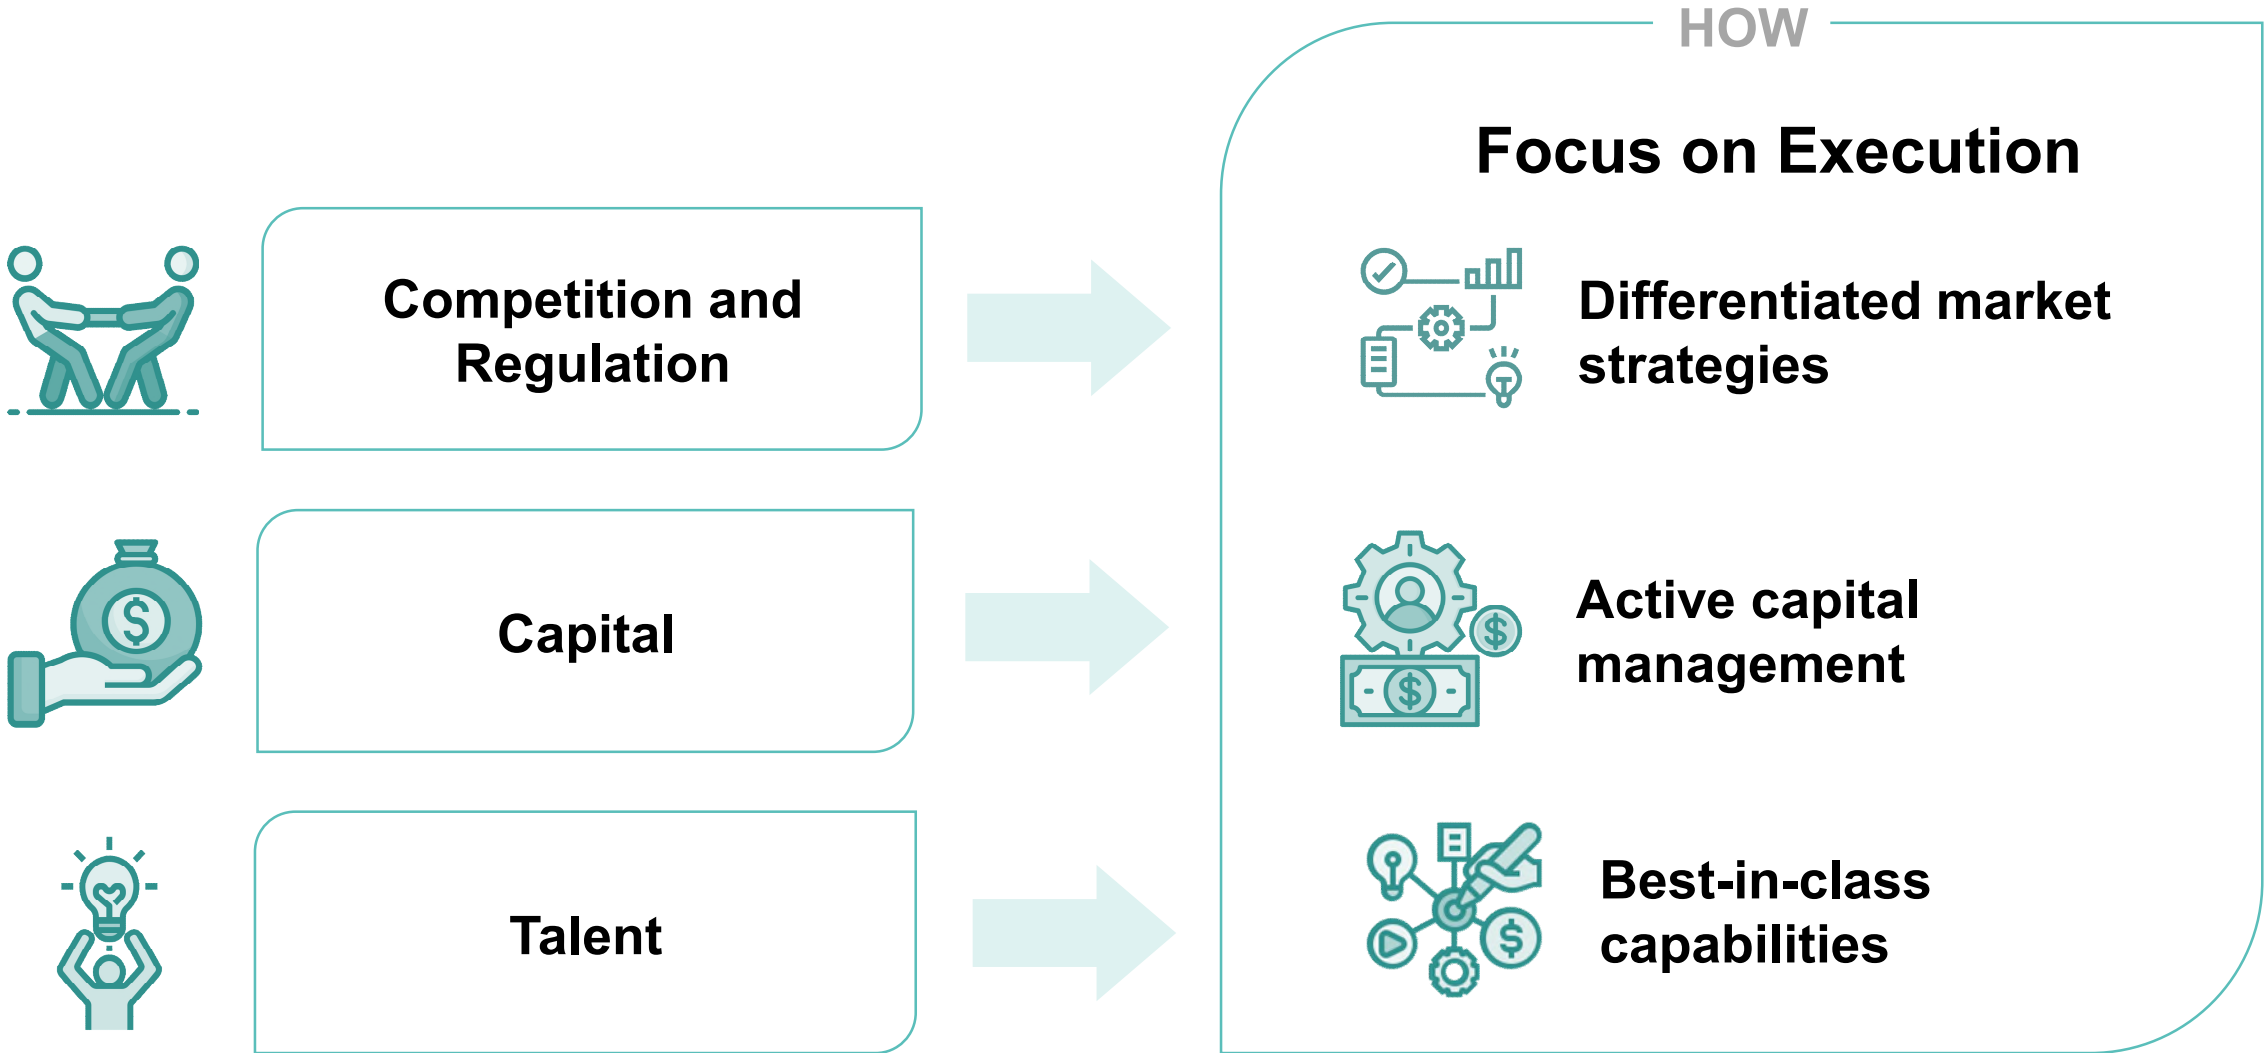 HOW
Focus on Execution
Competition and
Regulation
Differentiated market
strategies
Capital
Active capital
management
Talent
Best-in-class
capabilities